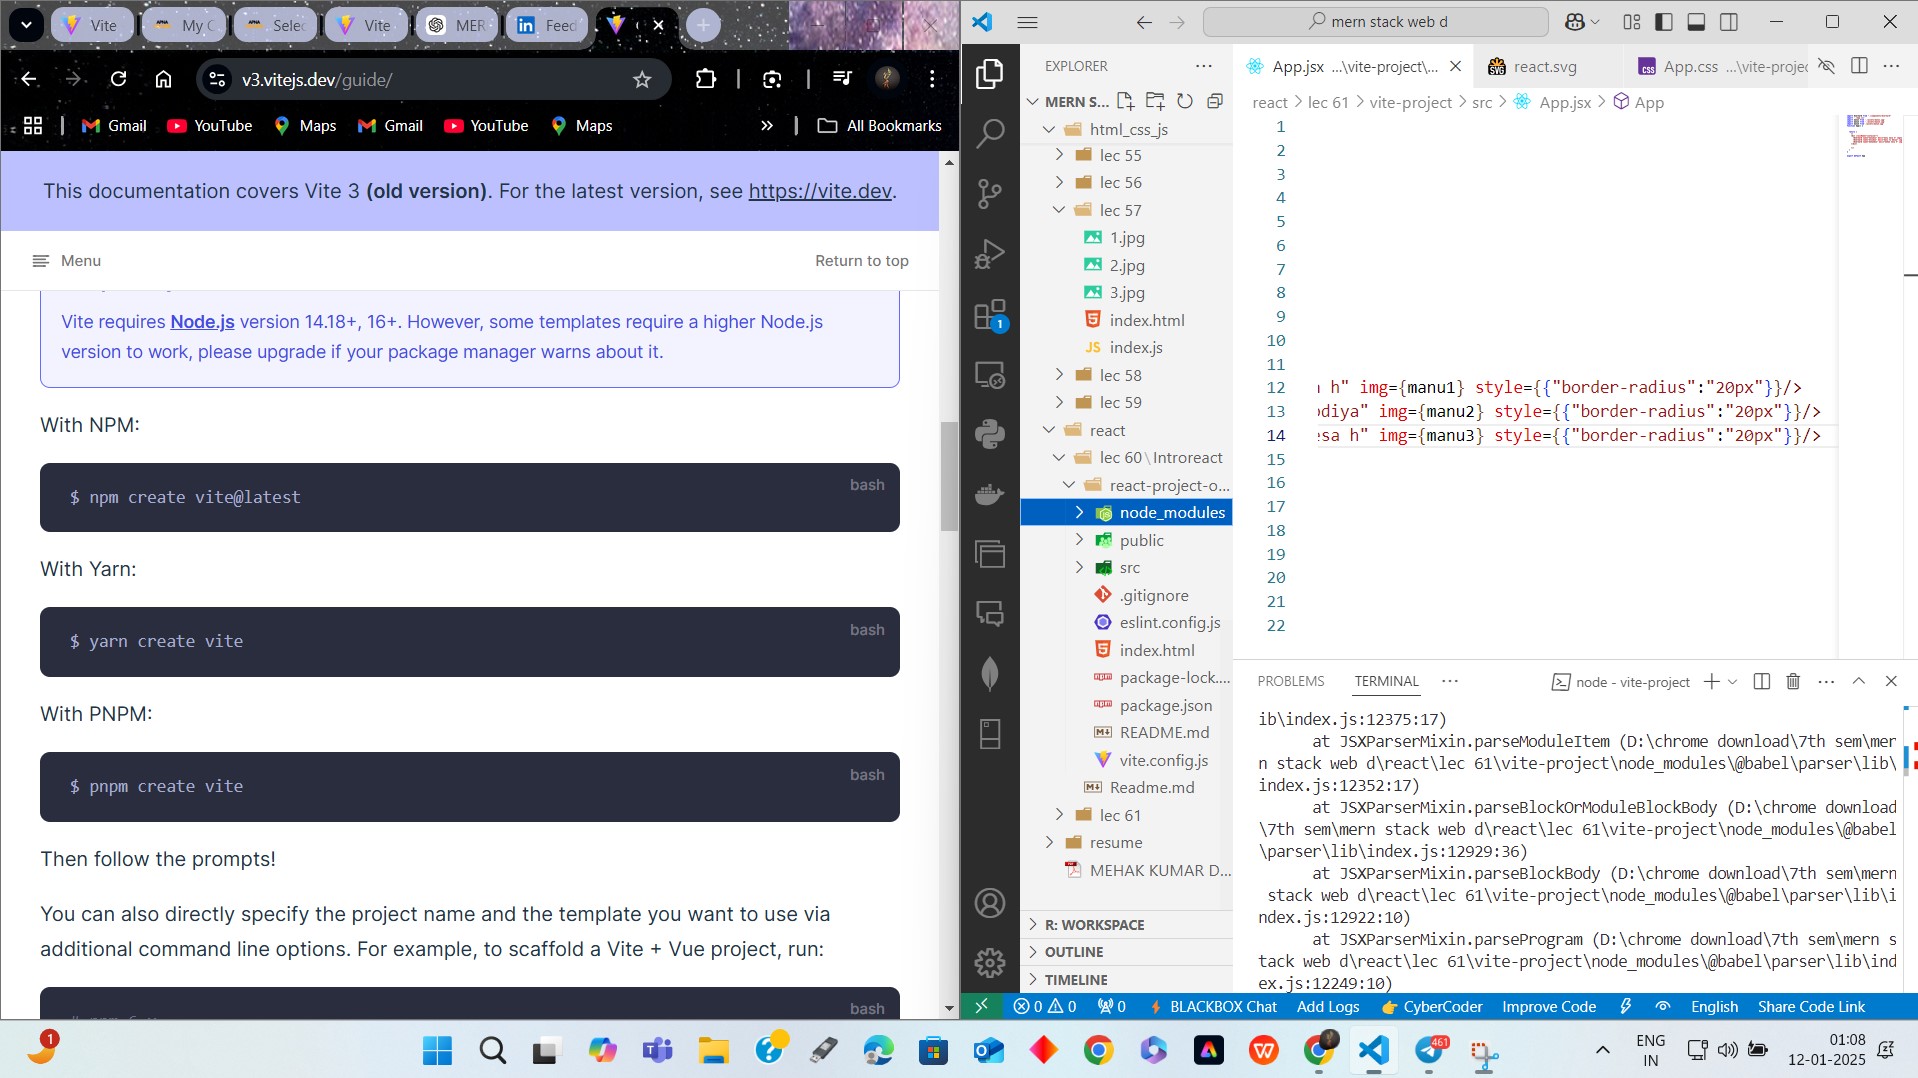 Vite
My C
Selec
Vite
MER
Feed
v3.vitejs.dev/guide/
Gmail
YouTube
Maps
Gmail
YouTube
Maps
All Bookmarks
This documentation covers Vite 3 (old version). For the latest version, see https://vite.dev.
Menu
Return to top
Vite requires Node.js version 14.18+, 16+. However, some templates require a higher Node.js
version to work, please upgrade if your package manager warns about it.
With NPM:
bash
$ npm create vite@latest
With Yarn:
bash
$ yarn create vite
With PNPM:
bash
$ pnpm create vite
Then follow the prompts!
You can also directly specify the project name and the template you want to use via
additional command line options. For example, to scaffold a Vite + Vue project, run:
bash
mern stack web d
EXPLORER
MERN S...
html_css_js
lec 55
lec 56
lec 57
1.jpg
2.jpg
3.jpg
index.html
index.js
lec 58
lec 59
react
lec 60\Introreact
react-project-o...
node_modules
public
src
.gitignore
eslint.config.js
index.html
package-lock....
package.json
README.md
vite.config.js
Readme.md
lec 61
resume
MEHAK KUMAR D...
R: WORKSPACE
OUTLINE
TIMELINE
App.jsx ...\vite-project\...
react.svg
App.css ...\vite-projec
react > lec 61 > vite-project > src > App.jsx > App
1
2
3
4
5
6
7
8
9
10
11
12 h" img={manu1} style={{"border-radius":"20px"}}/>
13 odiya" img={manu2} style={{"border-radius":"20px"}}/>
14 esa h" img={manu3} style={{"border-radius":"20px"}}/>
15
16
17
18
19
20
21
22
PROBLEMS
TERMINAL
node - vite-project
ib\index.js:12375:17)
at JSXParserMixin.parseModuleItem (D:\chrome download\7th sem\mer
n stack web d\react\lec 61\vite-project\node_modules\@babel\parser\lib\
index.js:12352:17)
at JSXParserMixin.parseBlockOrModuleBlockBody (D:\chrome download
\7th sem\mern stack web d\react\lec 61\vite-project\node_modules\@babel
\parser\lib\index.js:12929:36)
at JSXParserMixin.parseBlockBody (D:\chrome download\7th sem\mern
stack web d\react\lec 61\vite-project\node_modules\@babel\parser\lib\i
ndex.js:12922:10)
at JSXParserMixin.parseProgram (D:\chrome download\7th sem\mern s
tack web d\react\lec 61\vite-project\node_modules\@babel\parser\lib\ind
ex.js:12249:10)
0 0 0 BLACKBOX Chat Add Logs CyberCoder Improve Code English Share Code Link
1
1
461
ENG
IN
01:08
12-01-2025